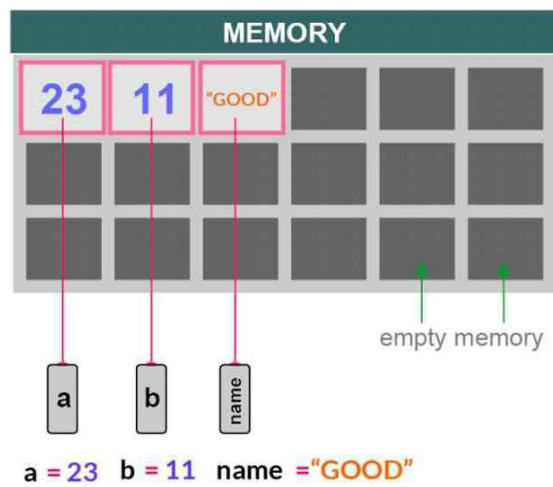 MEMORY
23 11 “GOOD”
empty memory
a b name
a = 23 b = 11 name =“GOOD”